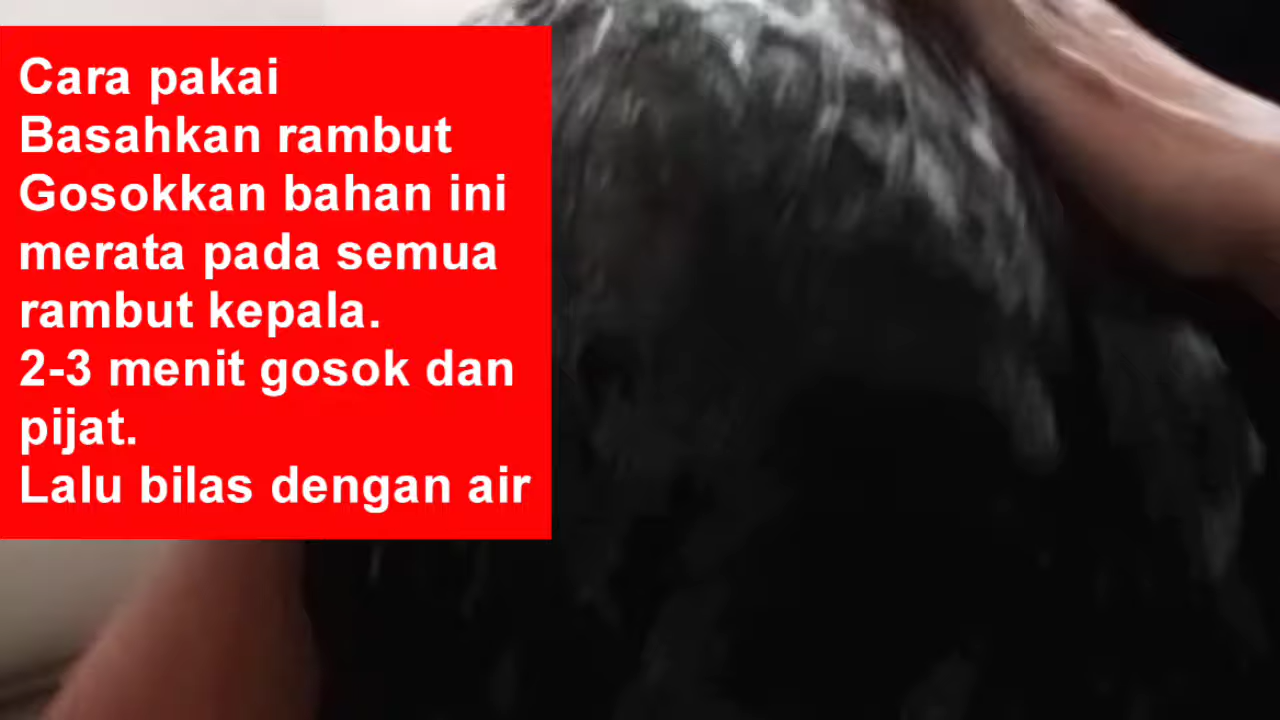 Cara pakai
Basahkan rambut
Gosokkan bahan ini
merata pada semua
rambut kepala.
2-3 menit gosok dan
pijat.
Lalu bilas dengan air